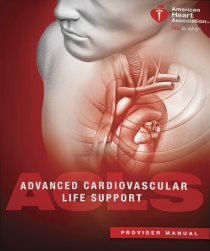 American
Heart
Association®
ACLS
ADVANCED CARDIOVASCULAR
LIFE SUPPORT
PROVIDER MANUAL